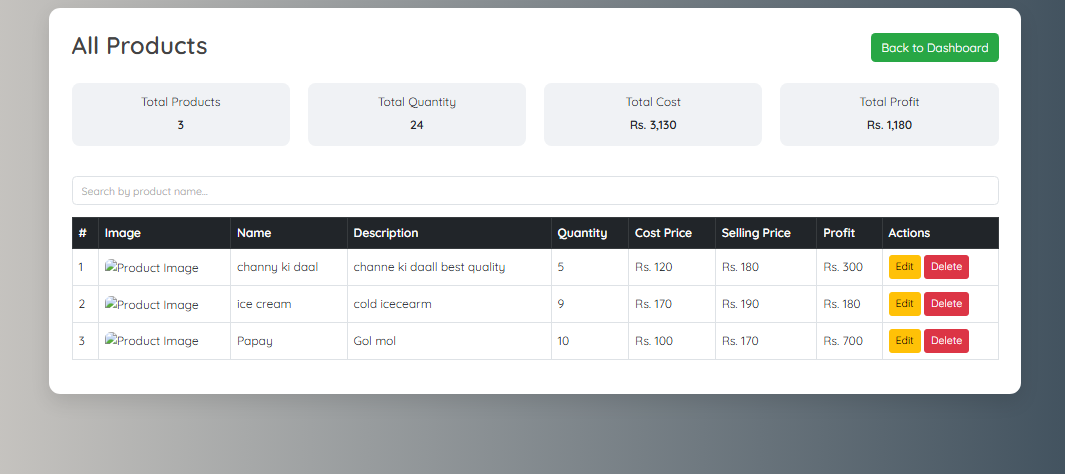 All Products
Back to Dashboard
Total Products
3
Total Quantity
24
Total Cost
Rs. 3,130
Total Profit
Rs. 1,180
Search by product name...
# Image Name Description Quantity Cost Price Selling Price Profit Actions
1 Product Image channy ki daal channe ki daall best quality 5 Rs. 120 Rs. 180 Rs. 300 Edit Delete
2 Product Image ice cream cold icecearm 9 Rs. 170 Rs. 190 Rs. 180 Edit Delete
3 Product Image Papay Gol mol 10 Rs. 100 Rs. 170 Rs. 700 Edit Delete